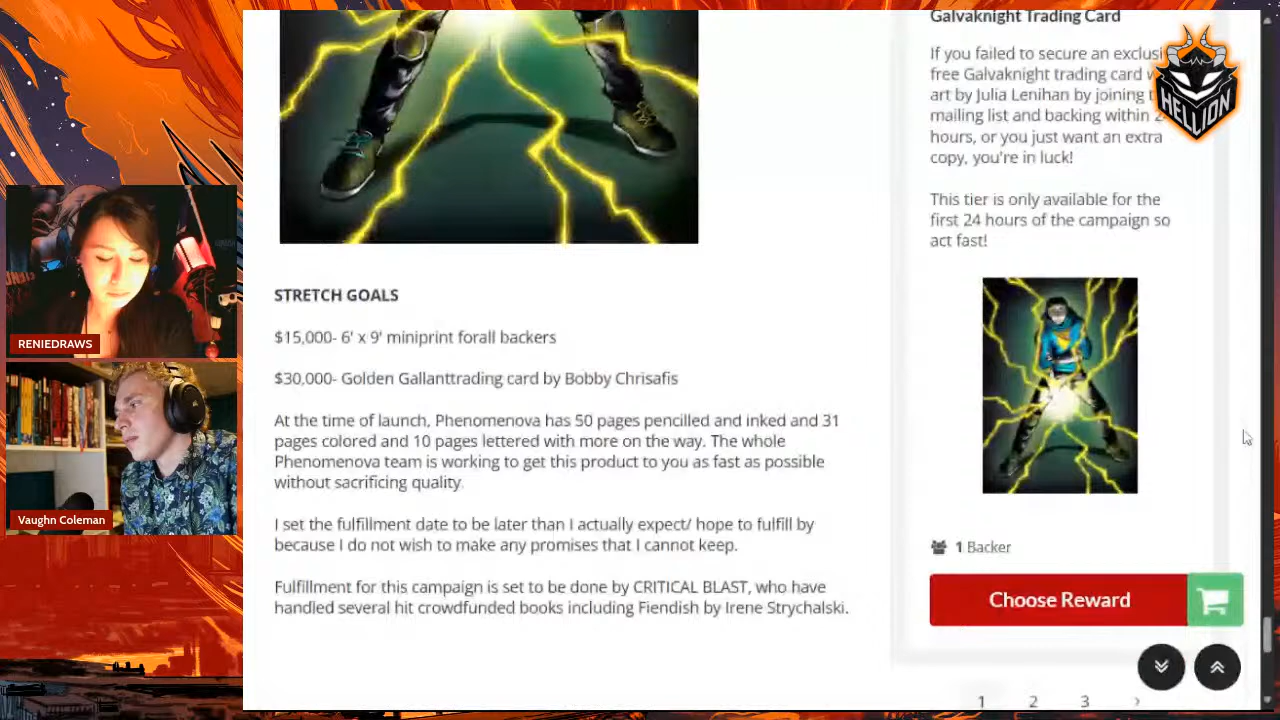 Galvaknight Trading Card
If you failed to secure an exclusi
free Galvaknight trading card
art by Julia Lenihan by joining
mailing list and backing within 2
hours, or you just want an extra
copy, you're in luck!
This tier is only available for the
first 24 hours of the campaign so
act fast!
1 Backer
Choose Reward
1 2 3 ›
HELLION
STRETCH GOALS
$15,000- 6' x 9' miniprint forall backers
$30,000- Golden Gallanttrading card by Bobby Chrisafis
At the time of launch, Phenomenova has 50 pages pencilled and inked and 31
pages colored and 10 pages lettered with more on the way. The whole
Phenomenova team is working to get this product to you as fast as possible
without sacrificing quality.
I set the fulfillment date to be later than I actually expect/ hope to fulfill by
because I do not wish to make any promises that I cannot keep.
Fulfillment for this campaign is set to be done by CRITICAL BLAST, who have
handled several hit crowdfunded books including Fiendish by Irene Strychalski.
RENIEDRAWS
Vaughn Coleman